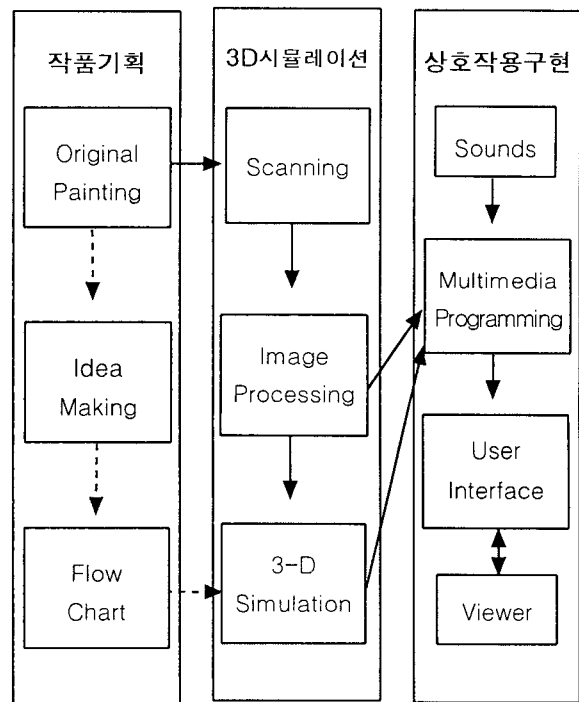 작품기획
Original
Painting
Idea
Making
Flow
Chart
3D시뮬레이션
Scanning
Image
Processing
3-D
Simulation
상호작용구현
Sounds
Multimedia
Programming
User
Interface
Viewer